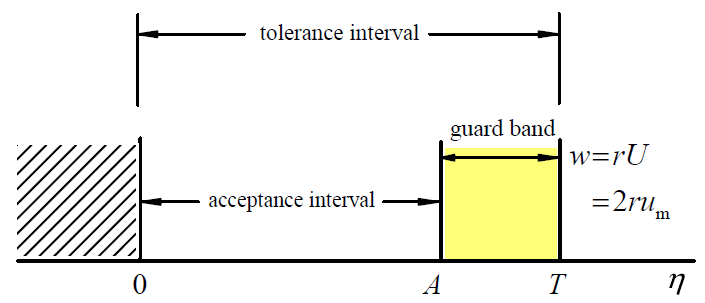 tolerance interval
guard band
w=rU
acceptance interval
=2ru_m
0 A T η